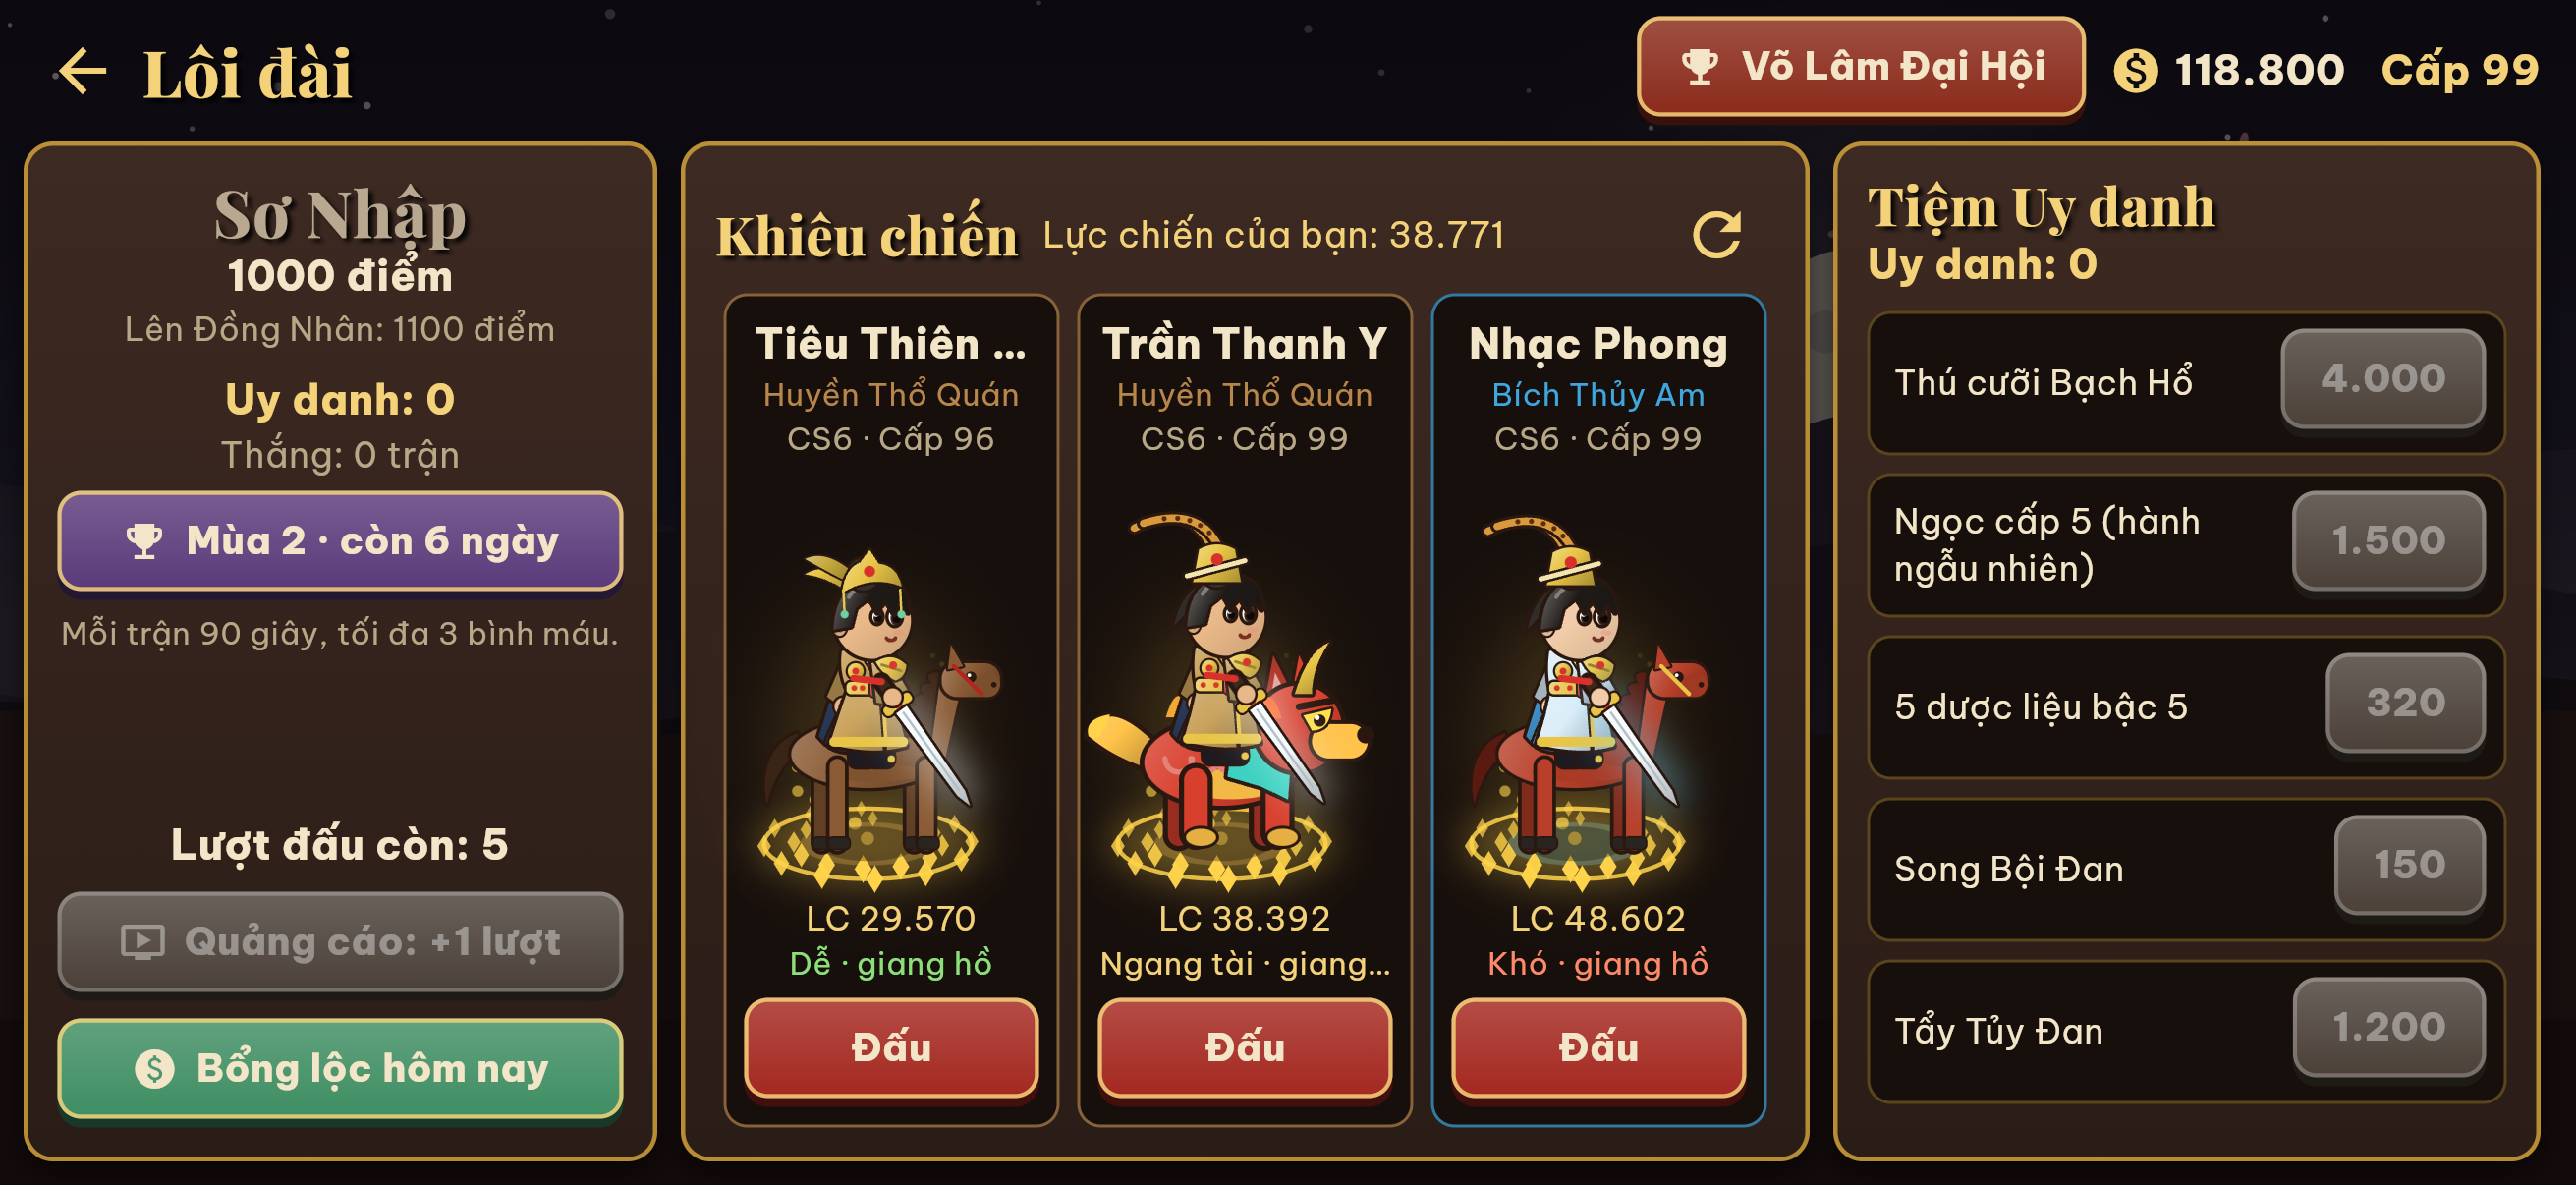 Lôi đài
Võ Lâm Đại Hội
118.800
Cấp 99
Sơ Nhập
1000 điểm
Lên Đồng Nhân: 1100 điểm
Uy danh: 0
Thắng: 0 trận
Mùa 2 · còn 6 ngày
Mỗi trận 90 giây, tối đa 3 bình máu.
Lượt đấu còn: 5
Quảng cáo: +1 lượt
Bổng lộc hôm nay
Khiêu chiến
Lực chiến của bạn: 38.771
Tiêu Thiên ...
Huyền Thổ Quán
CS6 · Cấp 96
LC 29.570
Dễ · giang hồ
Đấu
Trần Thanh Y
Huyền Thổ Quán
CS6 · Cấp 99
LC 38.392
Ngang tài · giang...
Đấu
Nhạc Phong
Bích Thủy Am
CS6 · Cấp 99
LC 48.602
Khó · giang hồ
Đấu
Tiệm Uy danh
Uy danh: 0
Thú cưỡi Bạch Hổ
4.000
Ngọc cấp 5 (hành
ngẫu nhiên)
1.500
5 dược liệu bậc 5
320
Song Bội Đan
150
Tẩy Tủy Đan
1.200